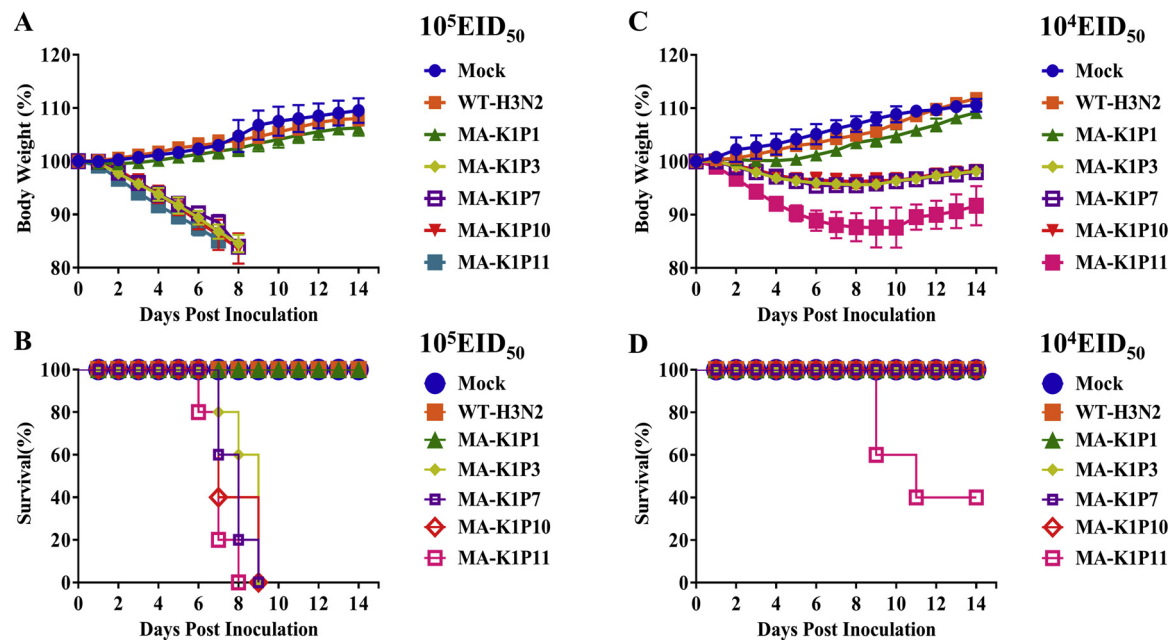 A
10⁵EID₅₀
Body Weight (%)
120
110
100
90
80
0 2 4 6 8 10 12 14
Days Post Inoculation
Mock
WT-H3N2
MA-K1P1
MA-K1P3
MA-K1P7
MA-K1P10
MA-K1P11
C
10⁴EID₅₀
Body Weight (%)
120
110
100
90
80
0 2 4 6 8 10 12 14
Days Post Inoculation
Mock
WT-H3N2
MA-K1P1
MA-K1P3
MA-K1P7
MA-K1P10
MA-K1P11
B
10⁵EID₅₀
Survival(%)
100
80
60
40
20
0
0 2 4 6 8 10 12 14
Days Post Inoculation
Mock
WT-H3N2
MA-K1P1
MA-K1P3
MA-K1P7
MA-K1P10
MA-K1P11
D
10⁴EID₅₀
Survival(%)
100
80
60
40
20
0
0 2 4 6 8 10 12 14
Days Post Inoculation
Mock
WT-H3N2
MA-K1P1
MA-K1P3
MA-K1P7
MA-K1P10
MA-K1P11